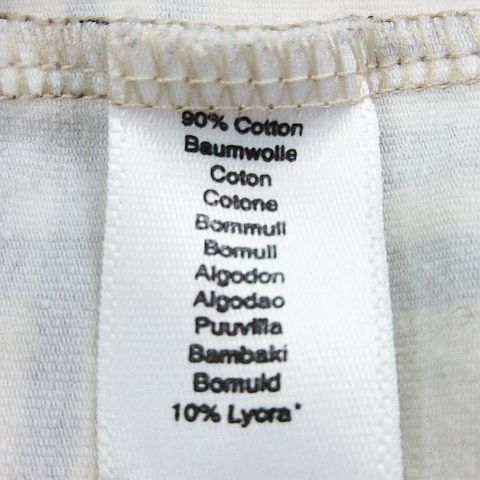 90% Cotton
Baumwolle
Coton
Cotone
Bommull
Bomull
Algodon
Algodao
Puuvilla
Bambaki
Bomuld
10% Lycra*